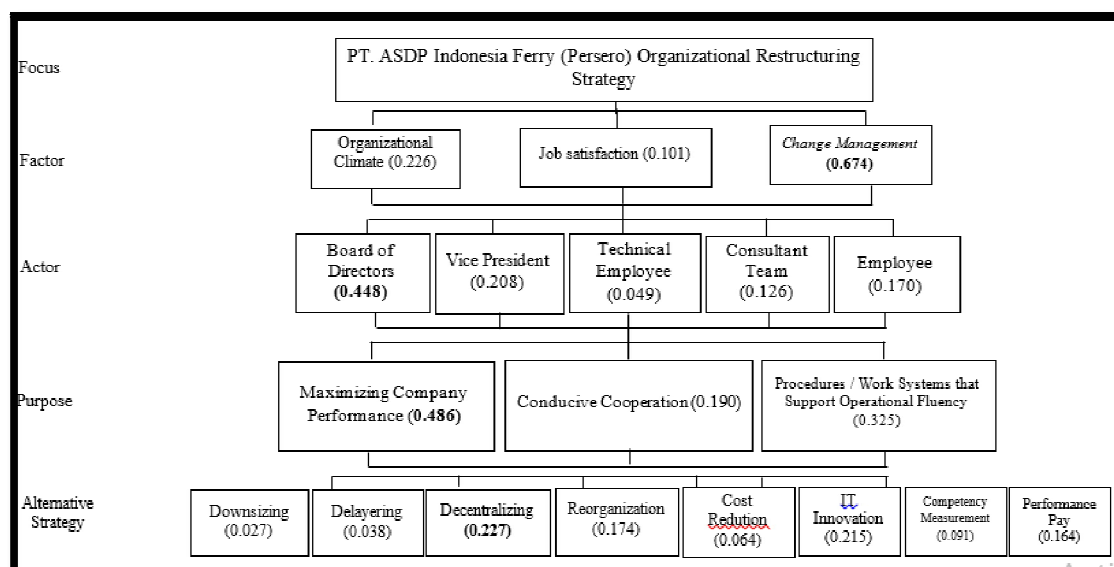 Focus
PT. ASDP Indonesia Ferry (Persero) Organizational Restructuring
Strategy
Factor
Organizational
Climate (0.226)
Job satisfaction (0.101)
Change Management
(0.674)
Actor
Board of
Directors
(0.448)
Vice President
(0.208)
Technical
Employee
(0.049)
Consultant
Team
(0.126)
Employee
(0.170)
Purpose
Maximizing Company
Performance (0.486)
Conducive Cooperation (0.190)
Procedures / Work Systems that
Support Operational Fluency
(0.325)
Alternative
Strategy
Downsizing
(0.027)
Delayering
(0.038)
Decentralizing
(0.227)
Reorganization
(0.174)
Cost
Redution
(0.064)
IT
Innovation
(0.215)
Competency
Measurement
(0.091)
Performance
Pay
(0.164)